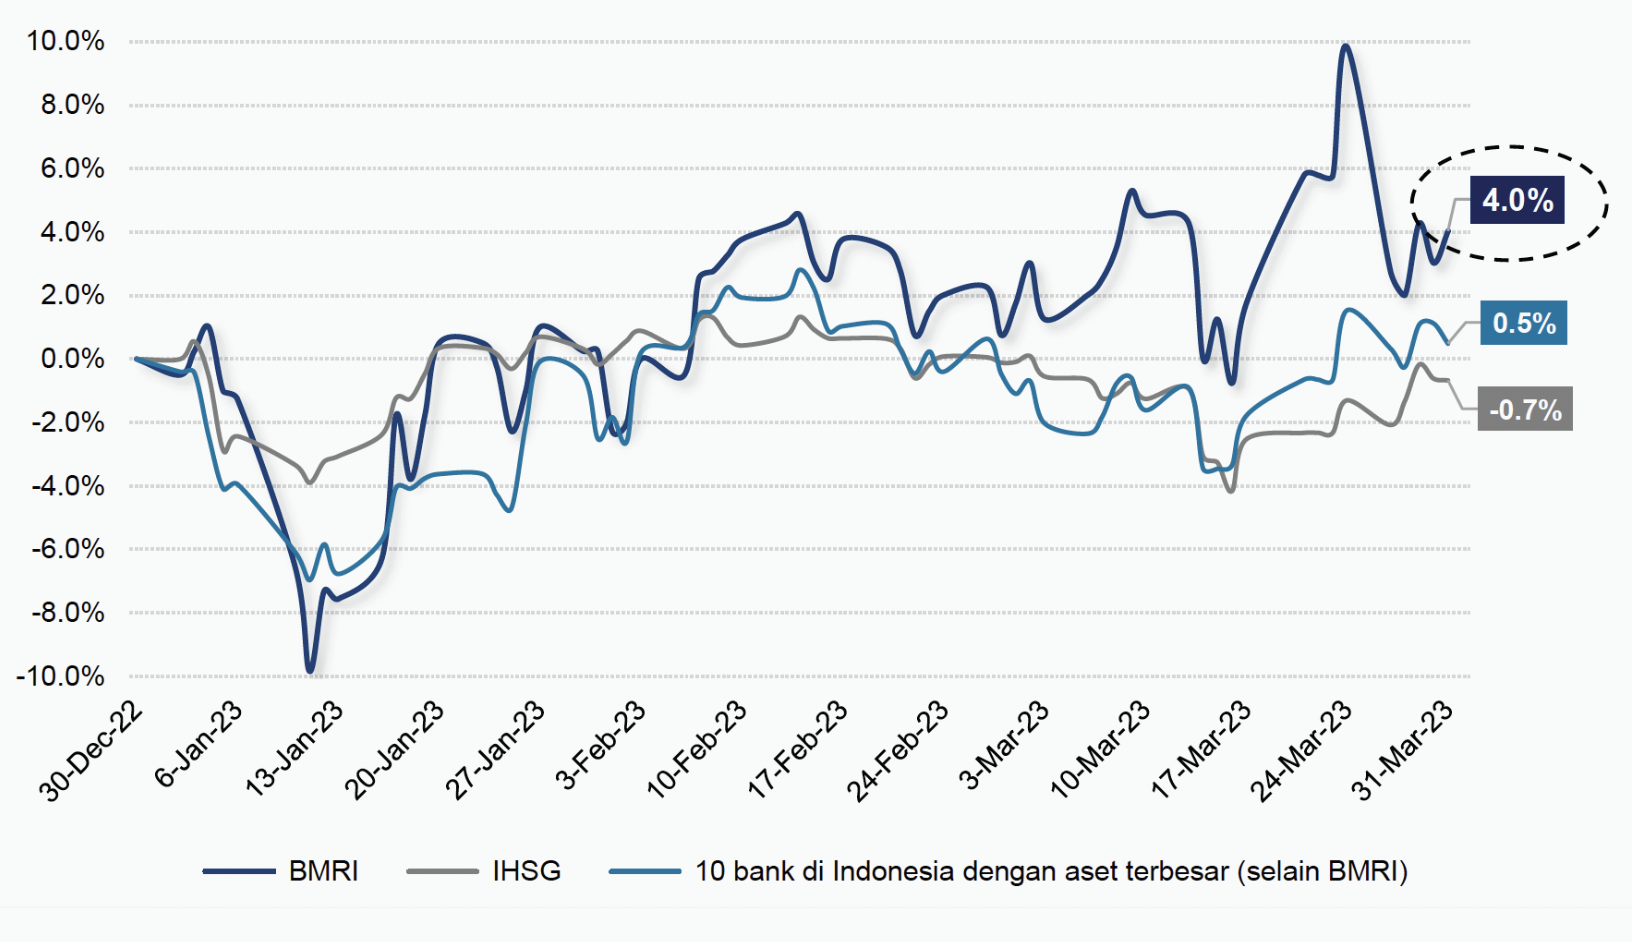 10.0%
8.0%
6.0%
4.0%
2.0%
0.0%
-2.0%
-4.0%
-6.0%
-8.0%
-10.0%
4.0%
0.5%
-0.7%
30-Dec-22
6-Jan-23
13-Jan-23
20-Jan-23
27-Jan-23
3-Feb-23
10-Feb-23
17-Feb-23
24-Feb-23
3-Mar-23
10-Mar-23
17-Mar-23
24-Mar-23
31-Mar-23
BMRI IHSG 10 bank di Indonesia dengan aset terbesar (selain BMRI)